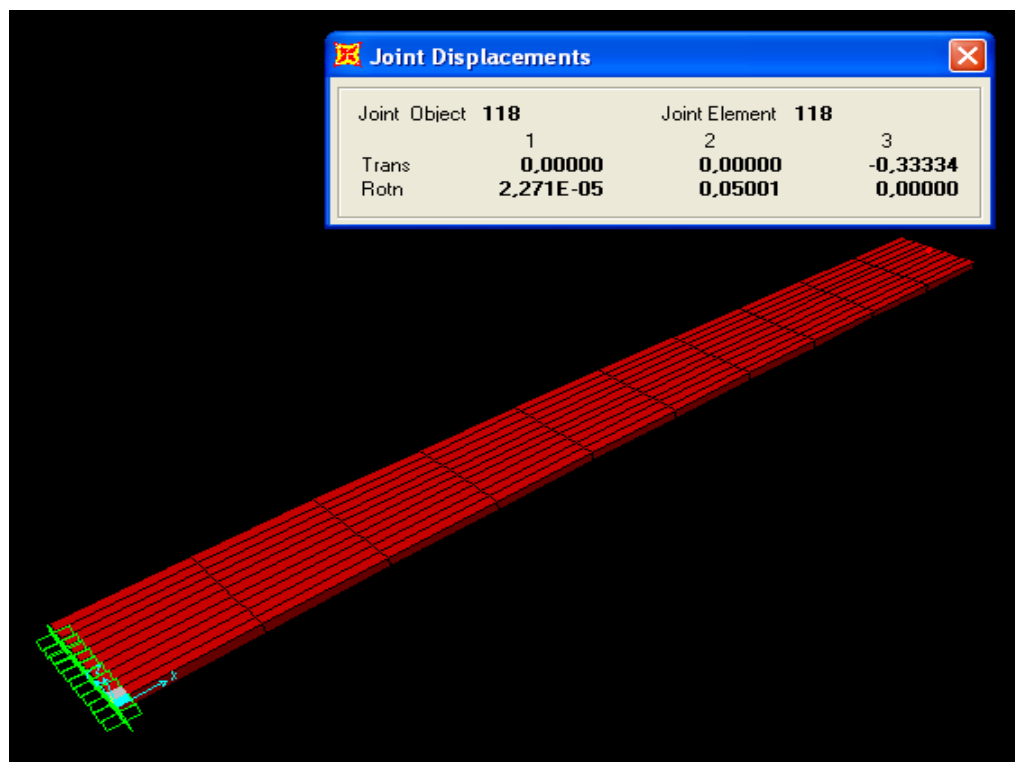 Joint Displacements
Joint Object 118 Joint Element 118
1 2 3
Trans 0,00000 0,00000 -0,33334
Rotn 2,271E-05 0,05001 0,00000
X